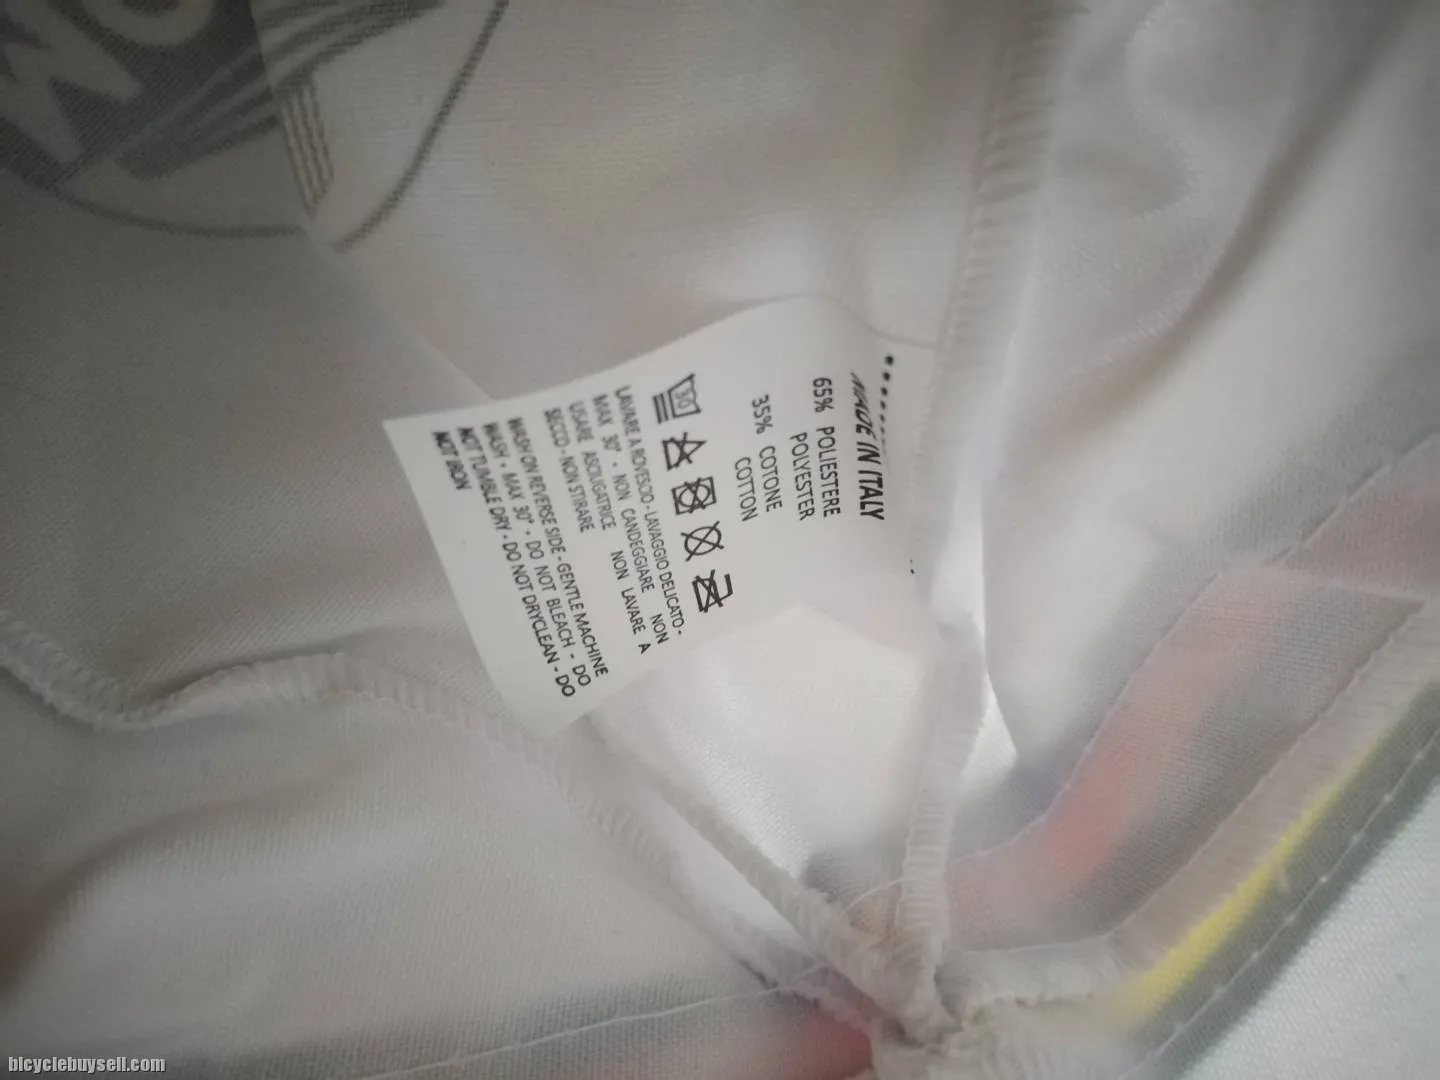 MADE IN ITALY
65% POLIESTERE
POLYESTER
35% COTONE
COTTON
30
LAVARE A ROVESCIO - LAVAGGIO DELICATO -
MAX 30° - NON CANDEGGIARE NON
USARE ASCIUGATRICE NON LAVARE A
SECCO - NON STIRARE
WASH ON REVERSE SIDE - GENTLE MACHINE
WASH - MAX 30° - DO NOT BLEACH - DO
NOT TUMBLE DRY - DO NOT DRYCLEAN - DO
NOT IRON
bicyclebuysell.com